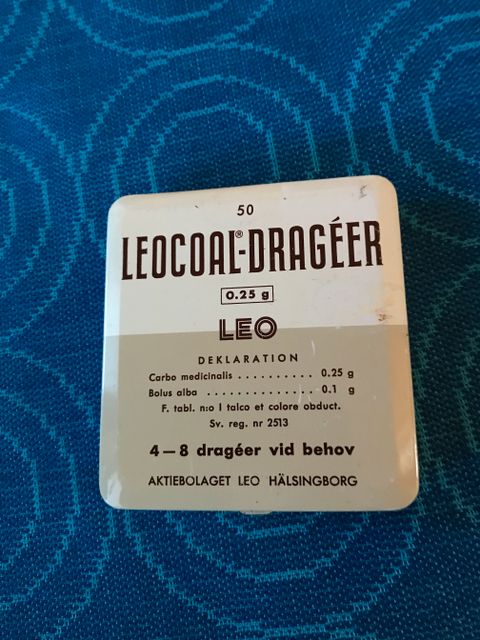 50
LEOCOAL®-DRAGÉER
0.25 g
LEO
DEKLARATION
Carbo medicinalis .......... 0.25 g
Bolus alba ............... 0.1 g
F. tabl. n:o I talco et colore obduct.
Sv. reg. nr 2513
4—8 dragéer vid behov
AKTIEBOLAGET LEO HÄLSINGBORG